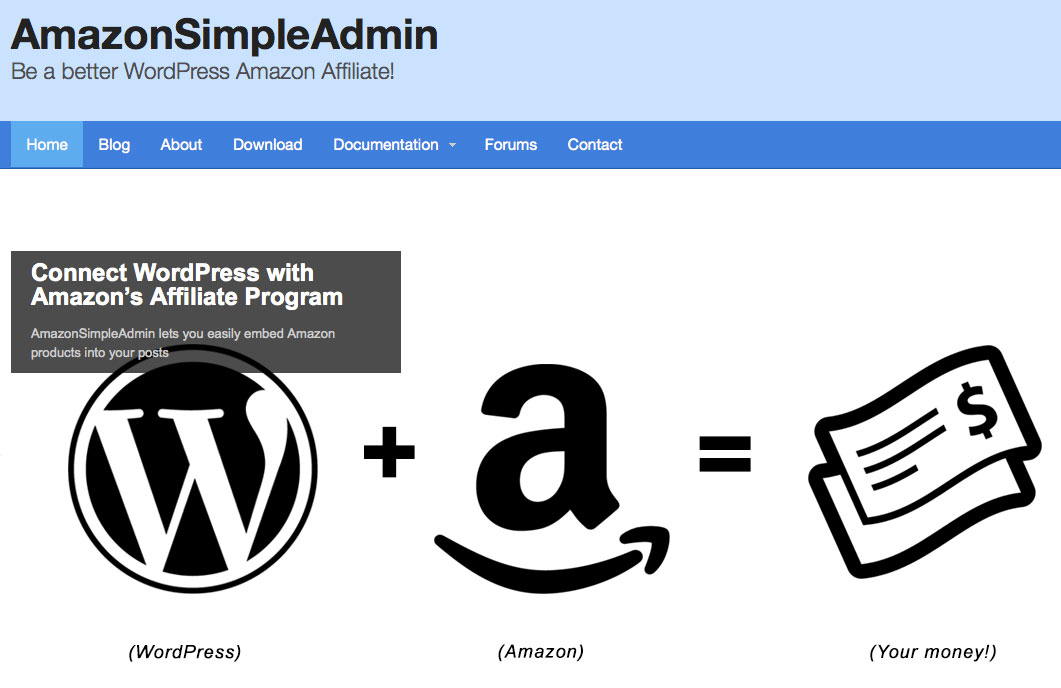 AmazonSimpleAdmin
Be a better WordPress Amazon Affiliate!
Home Blog About Download Documentation Forums Contact
Connect WordPress with
Amazon’s Affiliate Program
AmazonSimpleAdmin lets you easily embed Amazon
products into your posts
W + a = $
(WordPress) (Amazon) (Your money!)